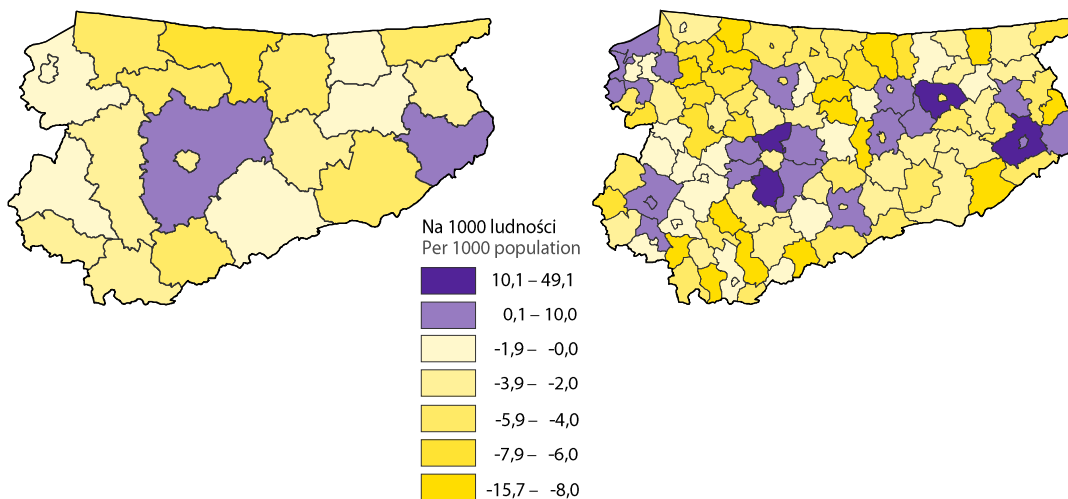 Na 1000 ludności
Per 1000 population
10,1 – 49,1
0,1 – 10,0
-1,9 – -0,0
-3,9 – -2,0
-5,9 – -4,0
-7,9 – -6,0
-15,7 – -8,0